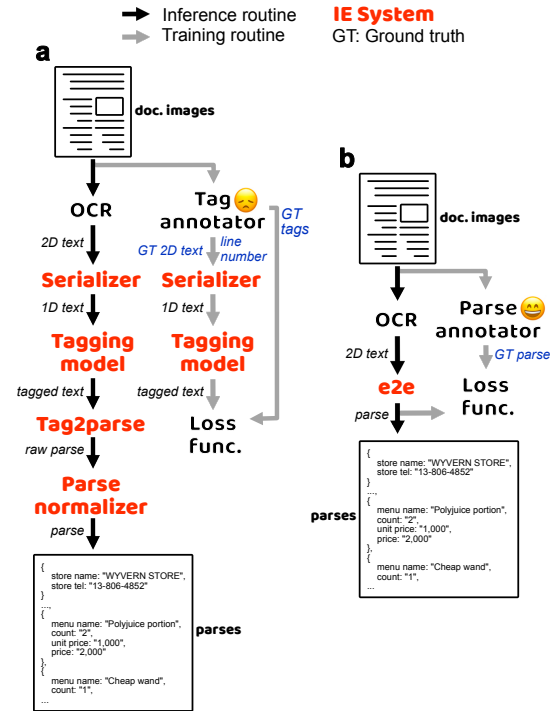 Inference routine
IE System
Training routine
GT: Ground truth
a
doc. images
OCR
Tag
annotator
GT
tags
2D text
GT 2D text
line
number
Serializer
Serializer
1D text
1D text
Tagging
model
Tagging
model
tagged text
tagged text
Tag2parse
Loss
func.
raw parse
Parse
normalizer
parse
{
store name: "WYVERN STORE",
store tel: "13-806-4852"
}
...,
{
menu name: "Polyjuice portion",
count: "2",
unit price: "1,000",
price: "2,000"
},
{
menu name: "Cheap wand",
count: "1",
...
parses
b
doc. images
OCR
Parse
annotator
2D text
GT parse
e2e
Loss
func.
parse
{
store name: "WYVERN STORE",
store tel: "13-806-4852"
}
...,
{
menu name: "Polyjuice portion",
count: "2",
unit price: "1,000",
price: "2,000"
},
{
menu name: "Cheap wand",
count: "1",
...
parses